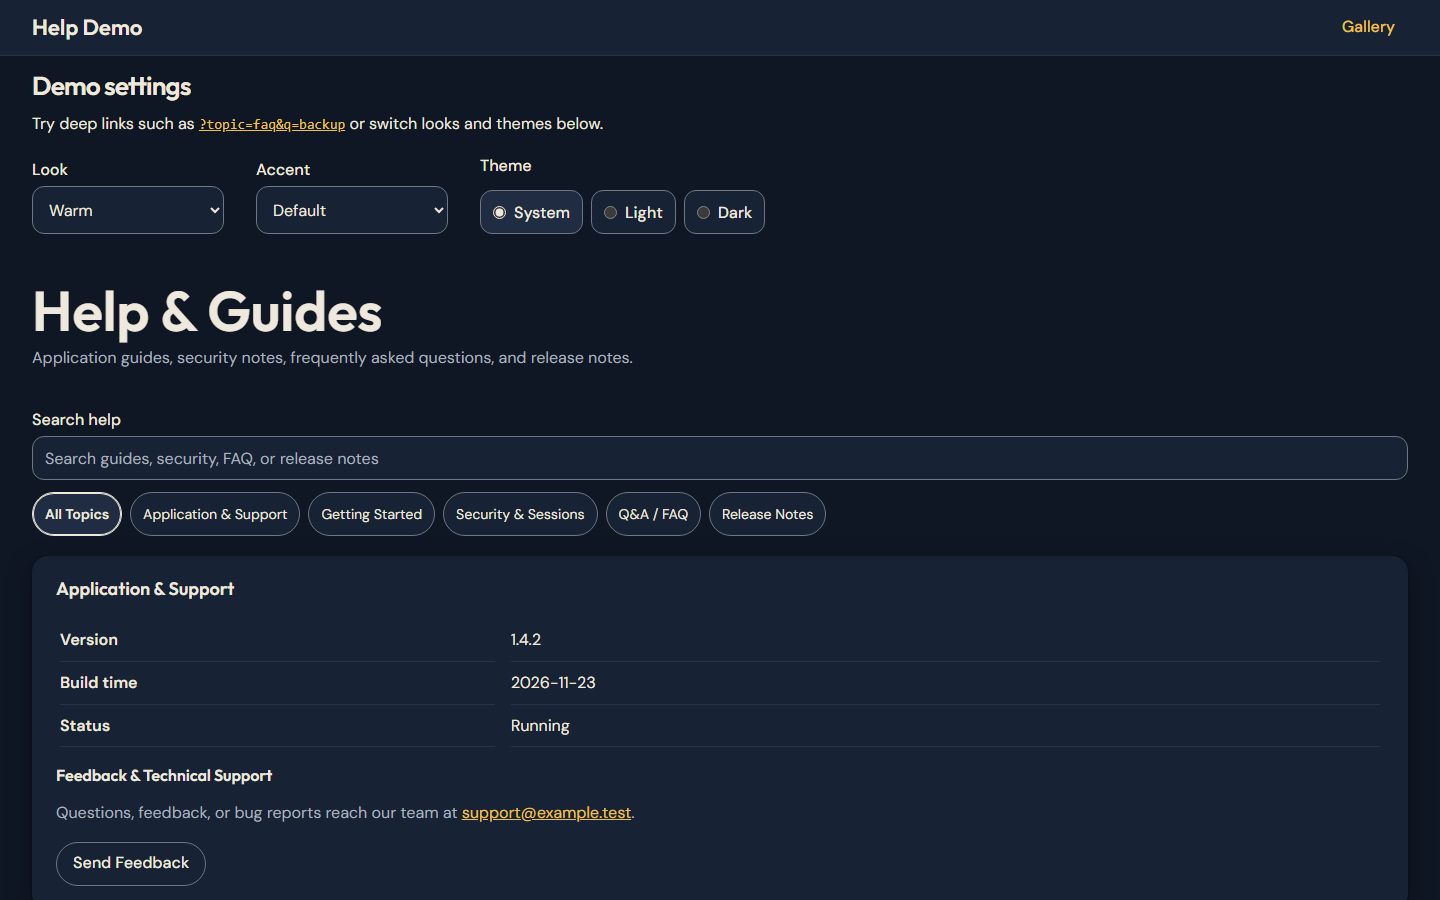 Help Demo
Gallery
Demo settings
Try deep links such as ?topic=faq&q=backup or switch looks and themes below.
Look
Accent
Theme
Warm
Default
System
Light
Dark
Help & Guides
Application guides, security notes, frequently asked questions, and release notes.
Search help
Search guides, security, FAQ, or release notes
All Topics
Application & Support
Getting Started
Security & Sessions
Q&A / FAQ
Release Notes
Application & Support
Version 1.4.2
Build time 2026-11-23
Status Running
Feedback & Technical Support
Questions, feedback, or bug reports reach our team at support@example.test.
Send Feedback